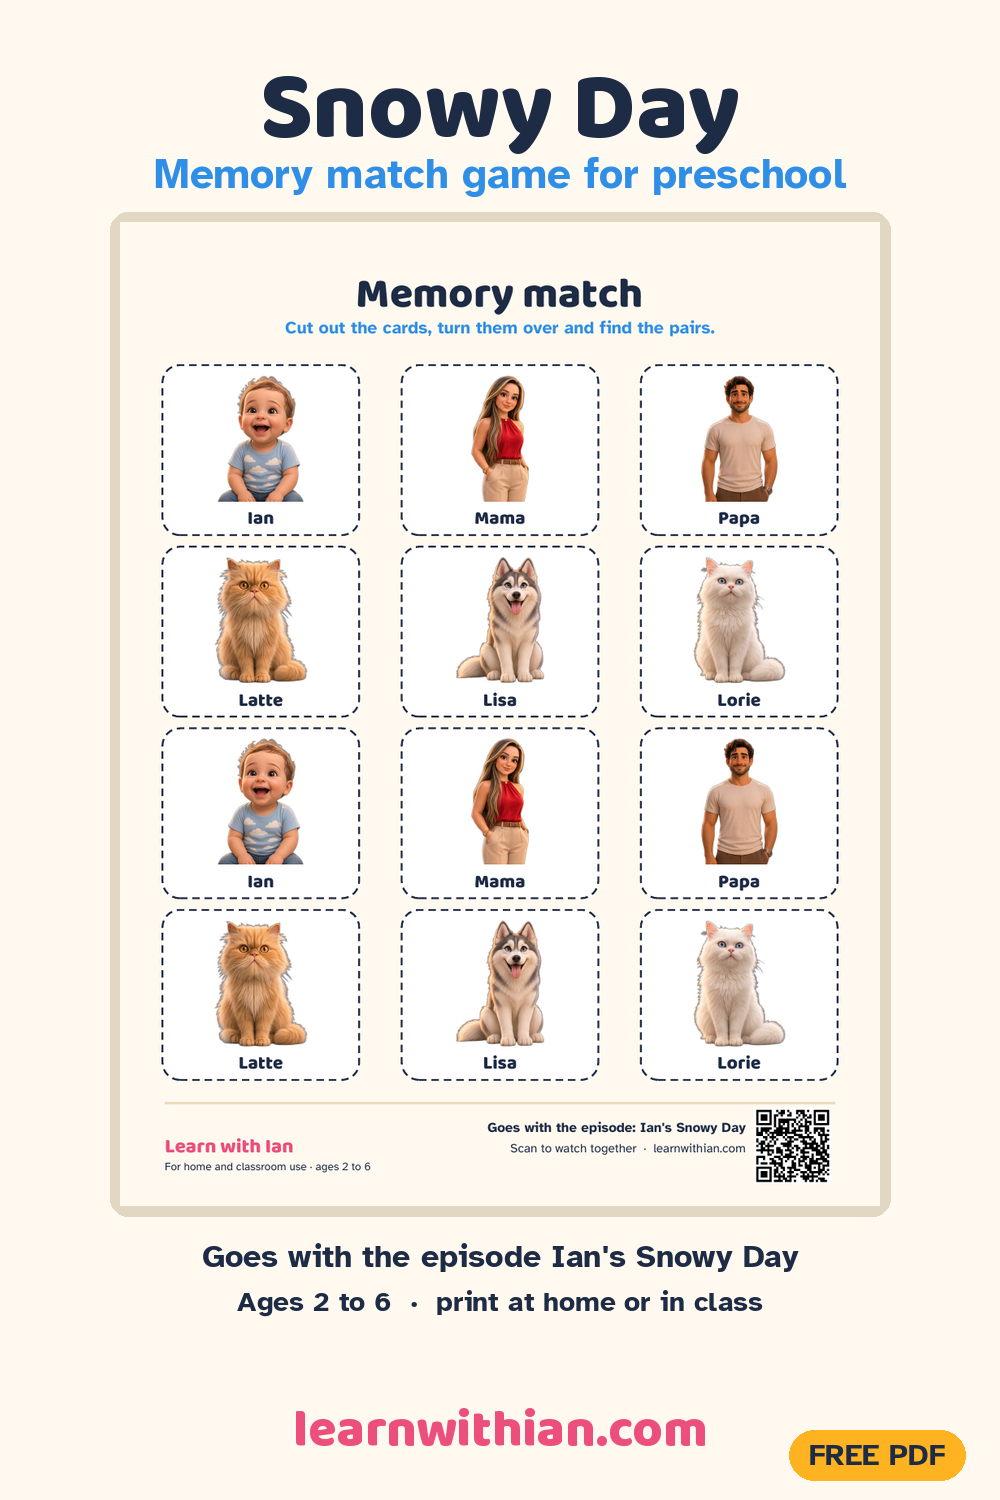 Snowy Day
Memory match game for preschool
Memory match
Cut out the cards, turn them over and find the pairs.
Ian
Mama
Papa
Latte
Lisa
Lorie
Ian
Mama
Papa
Latte
Lisa
Lorie
Learn with Ian
For home and classroom use · ages 2 to 6
Goes with the episode: Ian's Snowy Day
Scan to watch together · learnwithian.com
Goes with the episode Ian's Snowy Day
Ages 2 to 6 · print at home or in class
learnwithian.com
FREE PDF